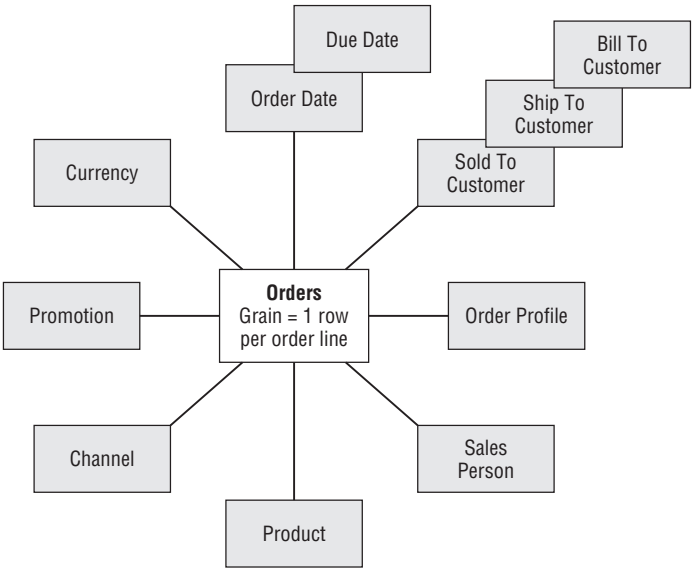 Due Date
Order Date
Bill To
Customer
Ship To
Customer
Sold To
Customer
Currency
Orders
Grain = 1 row
per order line
Promotion
Order Profile
Channel
Sales
Person
Product